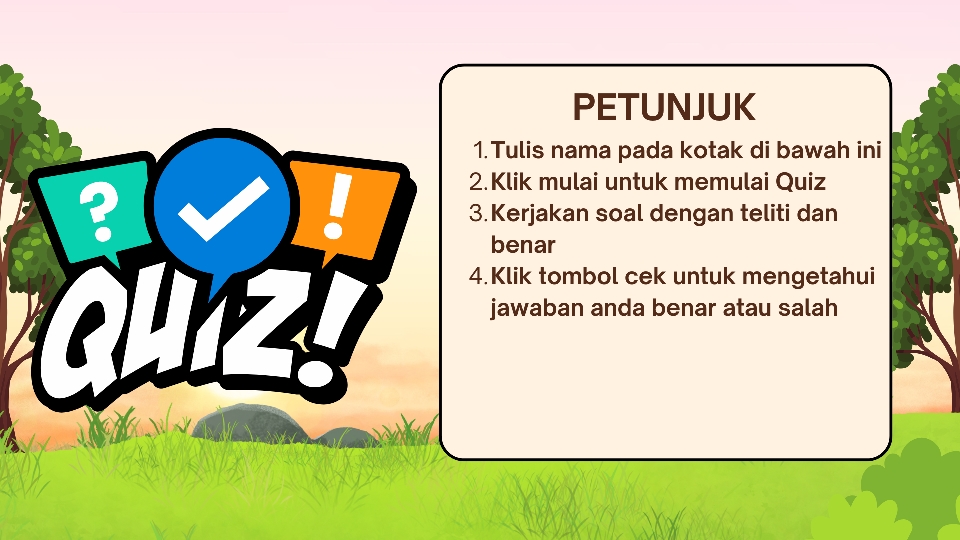 ?
!
QUIZ!
PETUNJUK
1. Tulis nama pada kotak di bawah ini
2. Klik mulai untuk memulai Quiz
3. Kerjakan soal dengan teliti dan
benar
4. Klik tombol cek untuk mengetahui
jawaban anda benar atau salah